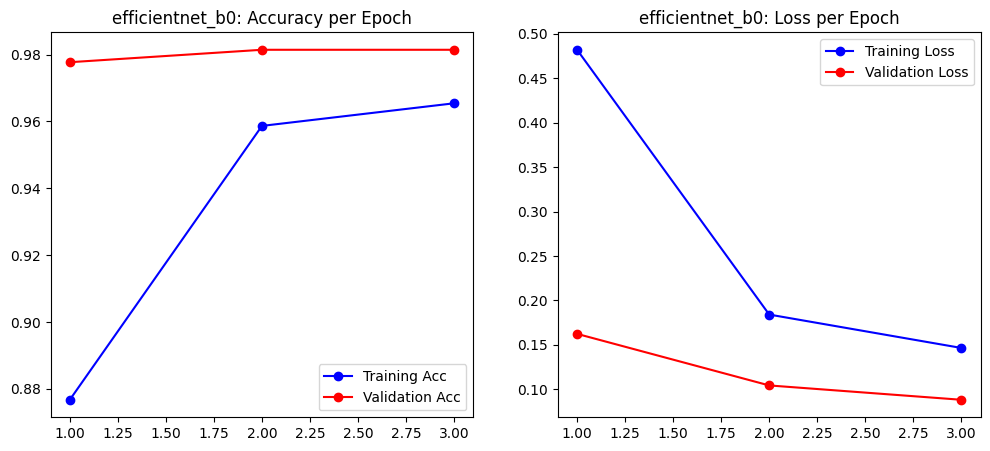 efficientnet_b0: Accuracy per Epoch
0.98
0.96
0.94
0.92
0.90
0.88
Training Acc
Validation Acc
1.00 1.25 1.50 1.75 2.00 2.25 2.50 2.75 3.00
efficientnet_b0: Loss per Epoch
0.50
0.45
0.40
0.35
0.30
0.25
0.20
0.15
0.10
Training Loss
Validation Loss
1.00 1.25 1.50 1.75 2.00 2.25 2.50 2.75 3.00